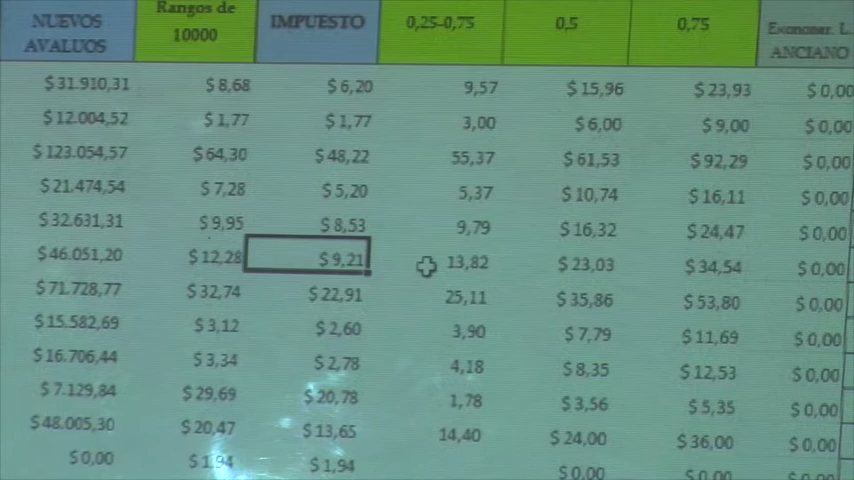 NUEVOS AVALUOS Rangos de 10000 IMPUESTO 0,25-0,75 0,5 0,75 Exoner. L. ANCIANO
$31.910,31 $8,68 $6,20 9,57 $15,96 $23,93 $0,00
$12.004,52 $1,77 $1,77 3,00 $6,00 $9,00 $0,00
$123.054,57 $64,30 $48,22 55,37 $61,53 $92,29 $0,00
$21.474,54 $7,28 $5,20 5,37 $10,74 $16,11 $0,00
$32.631,31 $9,95 $8,53 9,79 $16,32 $24,47 $0,00
$46.051,20 $12,28 $9,21 13,82 $23,03 $34,54 $0,00
$71.728,77 $32,74 $22,91 25,11 $35,86 $53,80 $0,00
$15.582,69 $3,12 $2,60 3,90 $7,79 $11,69 $0,00
$16.706,44 $3,34 $2,78 4,18 $8,35 $12,53 $0,00
$7.129,84 $29,69 $20,78 1,78 $3,56 $5,35 $0,00
$48.005,30 $20,47 $13,65 14,40 $24,00 $36,00 $0,00
$0,00 $1,94 $1,94 $0,00 $0,00 $0,00